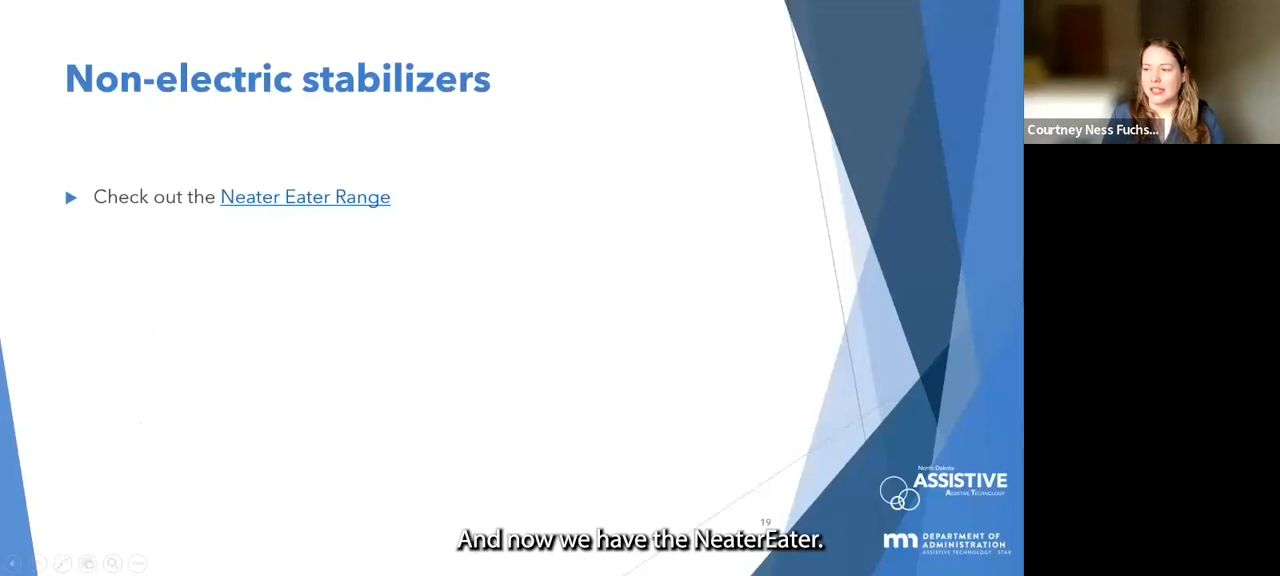 Non-electric stabilizers
Check out the Neater Eater Range
Courtney Ness Fuchs...
North Dakota
ASSISTIVE
ASSISTIVE TECHNOLOGY
19
And now we have the NeaterEater.
mn DEPARTMENT OF
ADMINISTRATION
ASSISTIVE TECHNOLOGY STAR